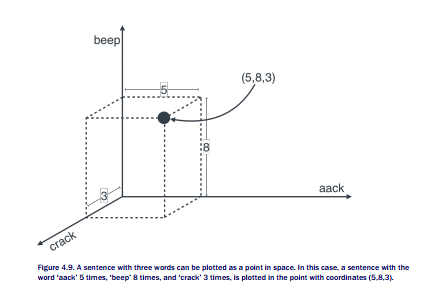 beep
5
(5,8,3)
8
aack
3
crack
Figure 4.9. A sentence with three words can be plotted as a point in space. In this case, a sentence with the
word ‘aack’ 5 times, ‘beep’ 8 times, and ‘crack’ 3 times, is plotted in the point with coordinates (5,8,3).